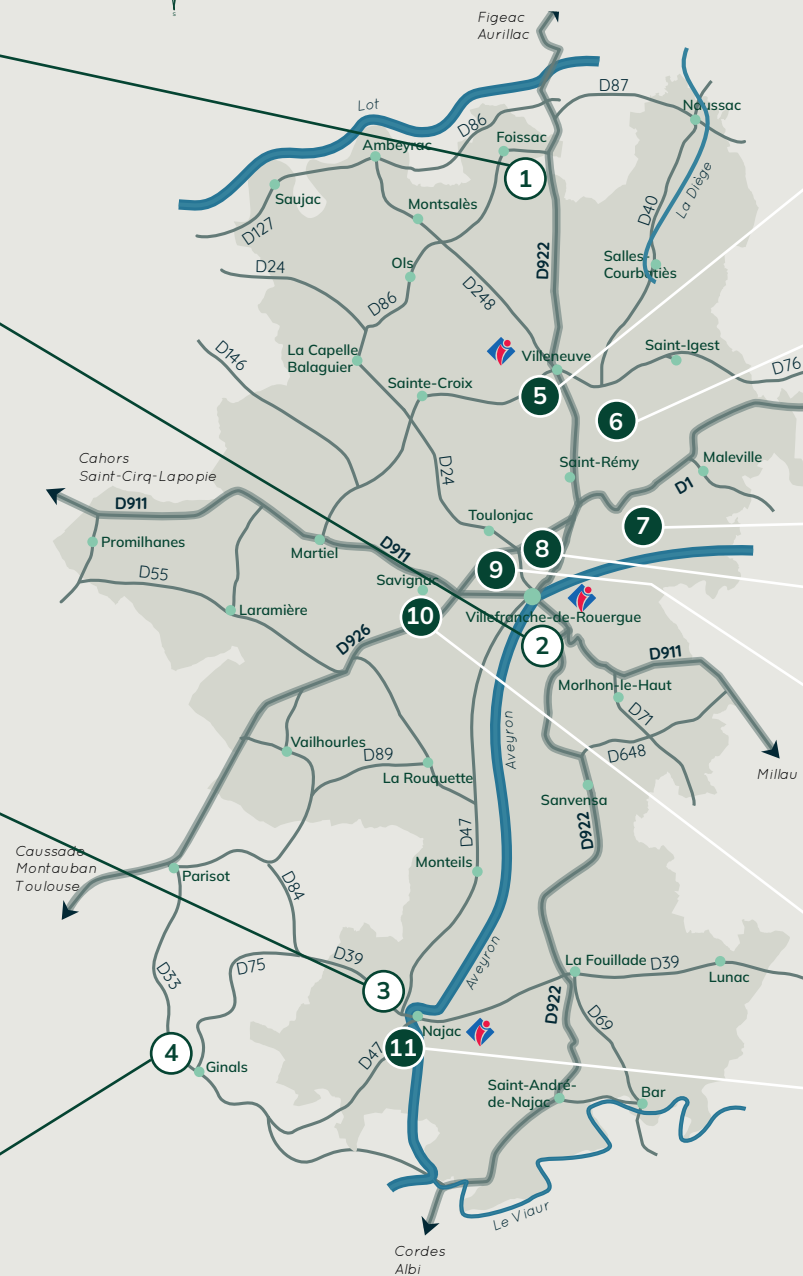 S
Figeac
Aurillac
Lot
D87
Naussac
D86
Foissac
Ambeyrac
1
Saujac
Montsalès
La Diège
D127
D40
D922
Salles-
Courbatiès
Ols
D24
D86
D248
D146
La Capelle
Balaguier
Villeneuve
Saint-Igest
D76
Sainte-Croix
5
6
Cahors
Saint-Cirq-Lapopie
D24
Saint-Rémy
Maleville
D1
D911
Promilhanes
Toulonjac
7
Martiel
D911
8
9
D55
Savignac
Laramière
10
Villefranche-de-Rouergue
D926
2
D911
Morlhon-le-Haut
D71
Aveyron
Vailhourles
D89
D648
La Rouquette
Millau
Sanvensa
D922
D47
Caussade
Montauban
Toulouse
Parisot
Monteils
D84
D33
D75
D39
Aveyron
La Fouillade
D39
Lunac
3
D922
D69
Najac
4
Ginals
D47
11
Saint-André-
de-Najac
Bar
Le Viaur
Cordes
Albi